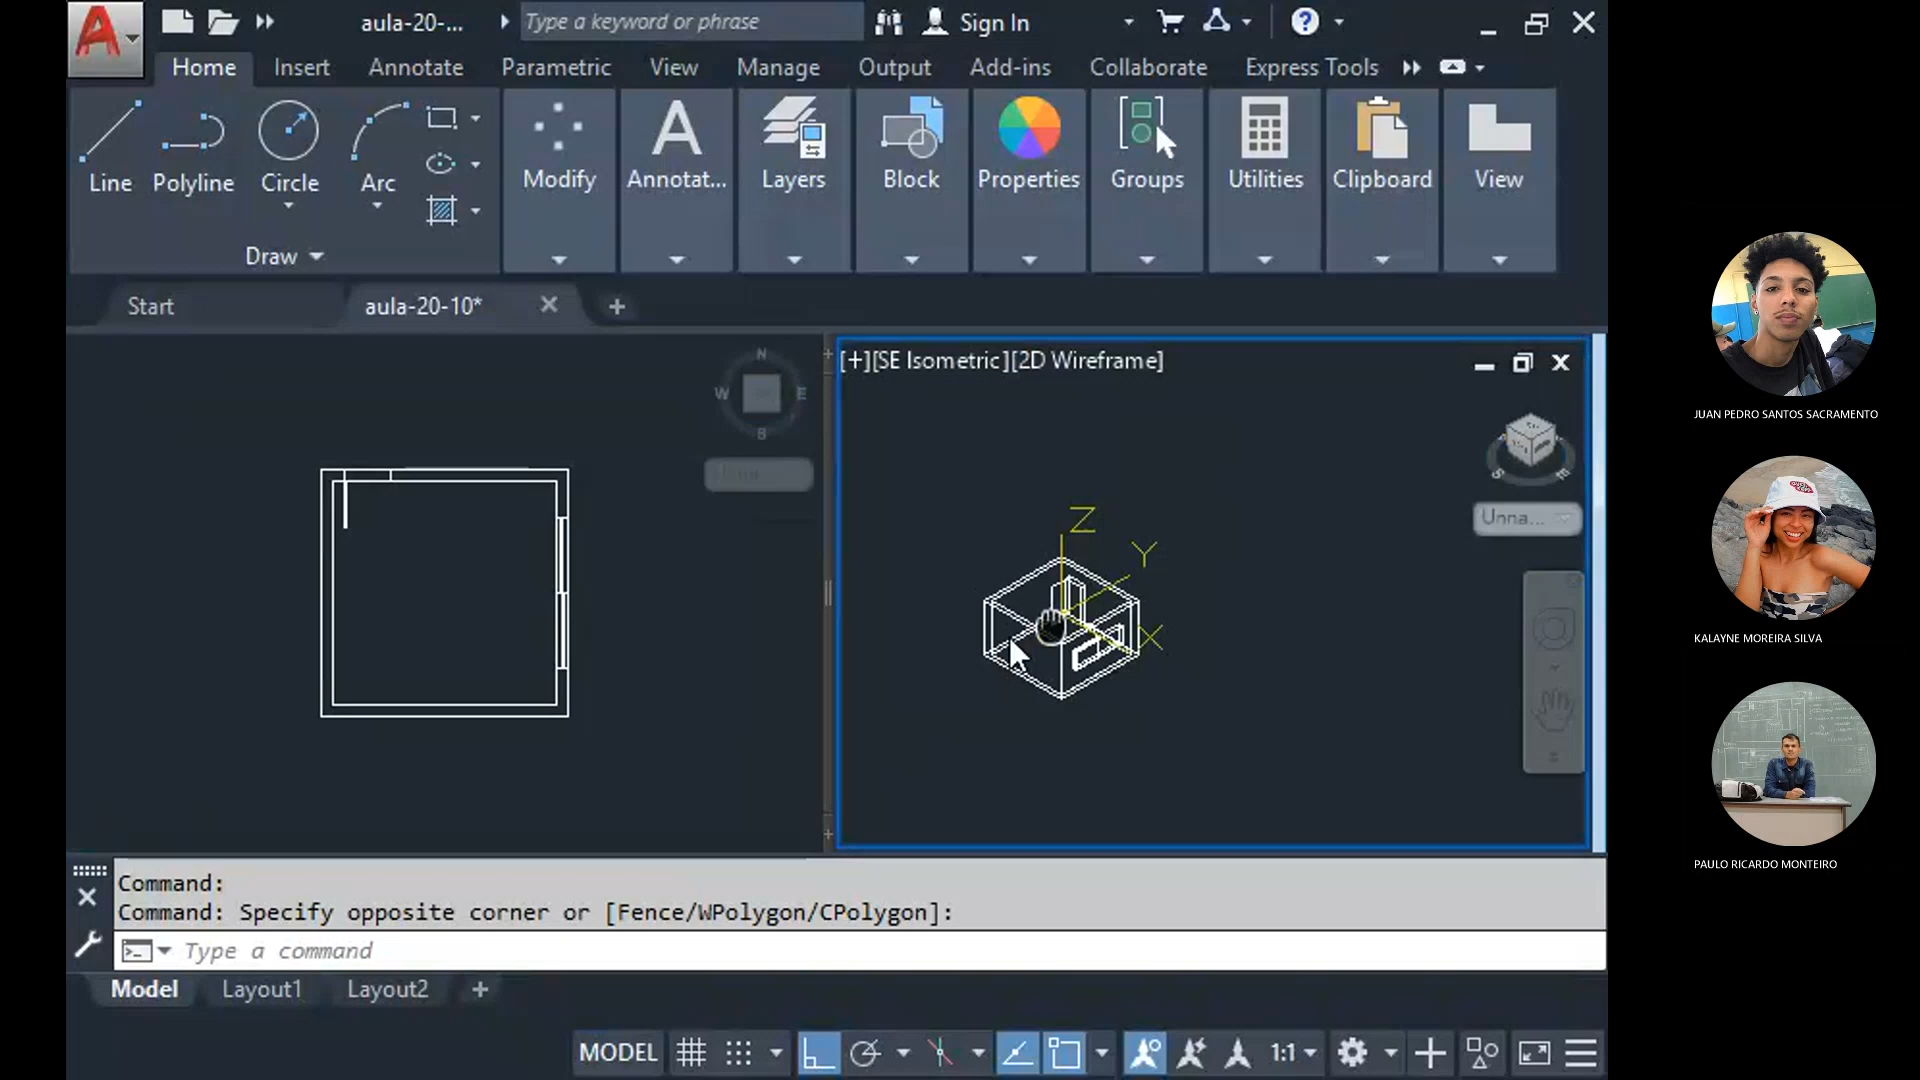 aula-20-...
Type a keyword or phrase
Sign In
Home
Insert
Annotate
Parametric
View
Manage
Output
Add-ins
Collaborate
Express Tools
Line
Polyline
Circle
Arc
Modify
Annotat...
Layers
Block
Properties
Groups
Utilities
Clipboard
View
Draw
Start
aula-20-10*
N
W
E
[+][SE Isometric][2D Wireframe]
Unna...
Z
Y
X
Command:
Command: Specify opposite corner or [Fence/WPolygon/CPolygon]:
Type a command
Model
Layout1
Layout2
MODEL
1:1
JUAN PEDRO SANTOS SACRAMENTO
KALAYNE MOREIRA SILVA
PAULO RICARDO MONTEIRO